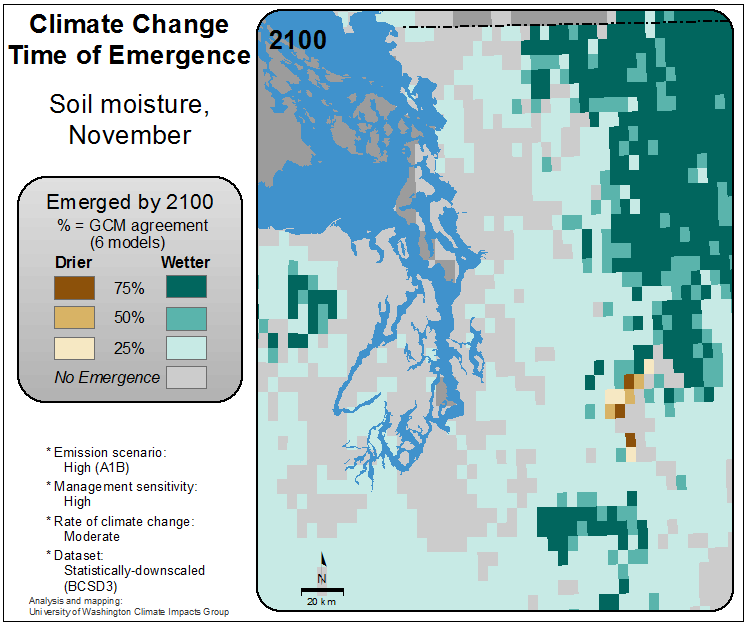 Climate Change
Time of Emergence
Soil moisture,
November
Emerged by 2100
% = GCM agreement
(6 models)
Drier Wetter
75%
50%
25%
No Emergence
* Emission scenario:
High (A1B)
* Management sensitivity:
High
* Rate of climate change:
Moderate
* Dataset:
Statistically-downscaled
(BCSD3)
Analysis and mapping:
University of Washington Climate Impacts Group
2100
N
20 km